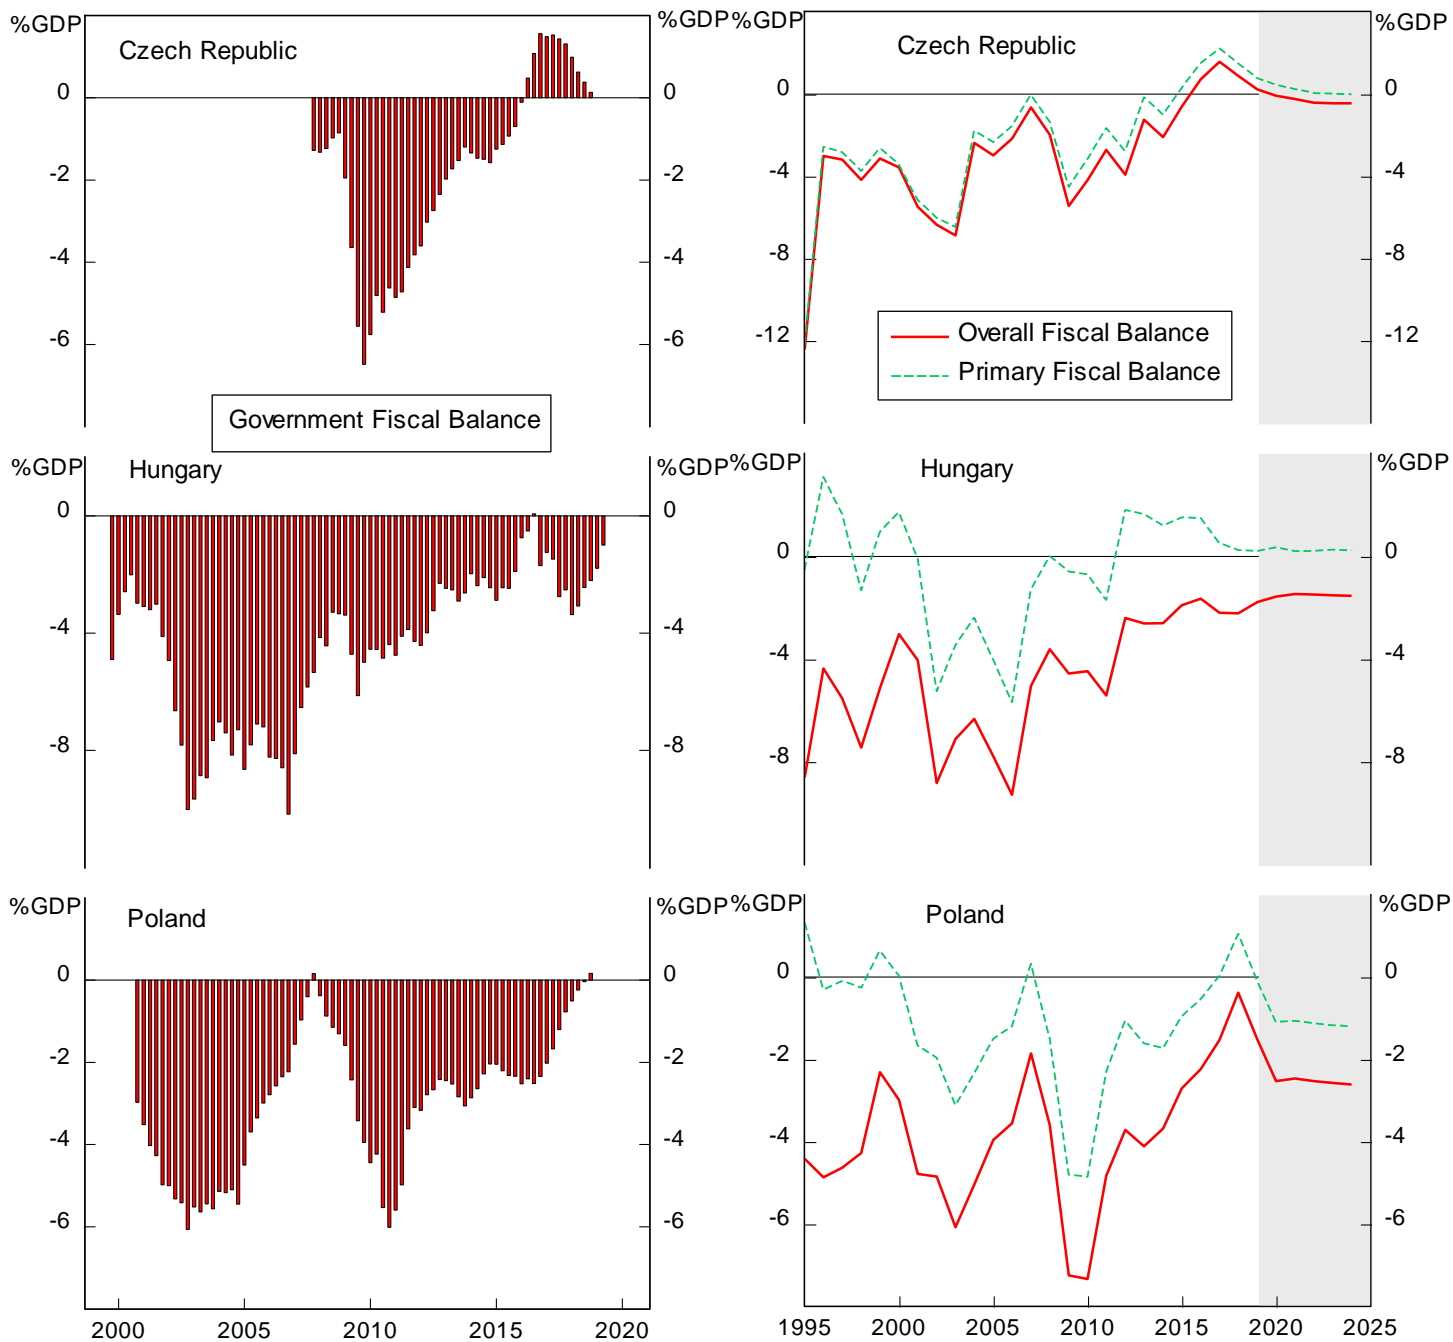 %GDP %GDP
Czech Republic
0 0
-2 -2
-4 -4
-6 -6
Government Fiscal Balance
%GDP %GDP
Hungary
0 0
-4 -4
-8 -8
%GDP %GDP
Poland
0 0
-2 -2
-4 -4
-6 -6
2000 2005 2010 2015 2020
%GDP %GDP
Czech Republic
0 0
-4 -4
-8 -8
-12 -12
Overall Fiscal Balance
Primary Fiscal Balance
%GDP %GDP
Hungary
0 0
-4 -4
-8 -8
%GDP %GDP
Poland
0 0
-2 -2
-4 -4
-6 -6
1995 2000 2005 2010 2015 2020 2025